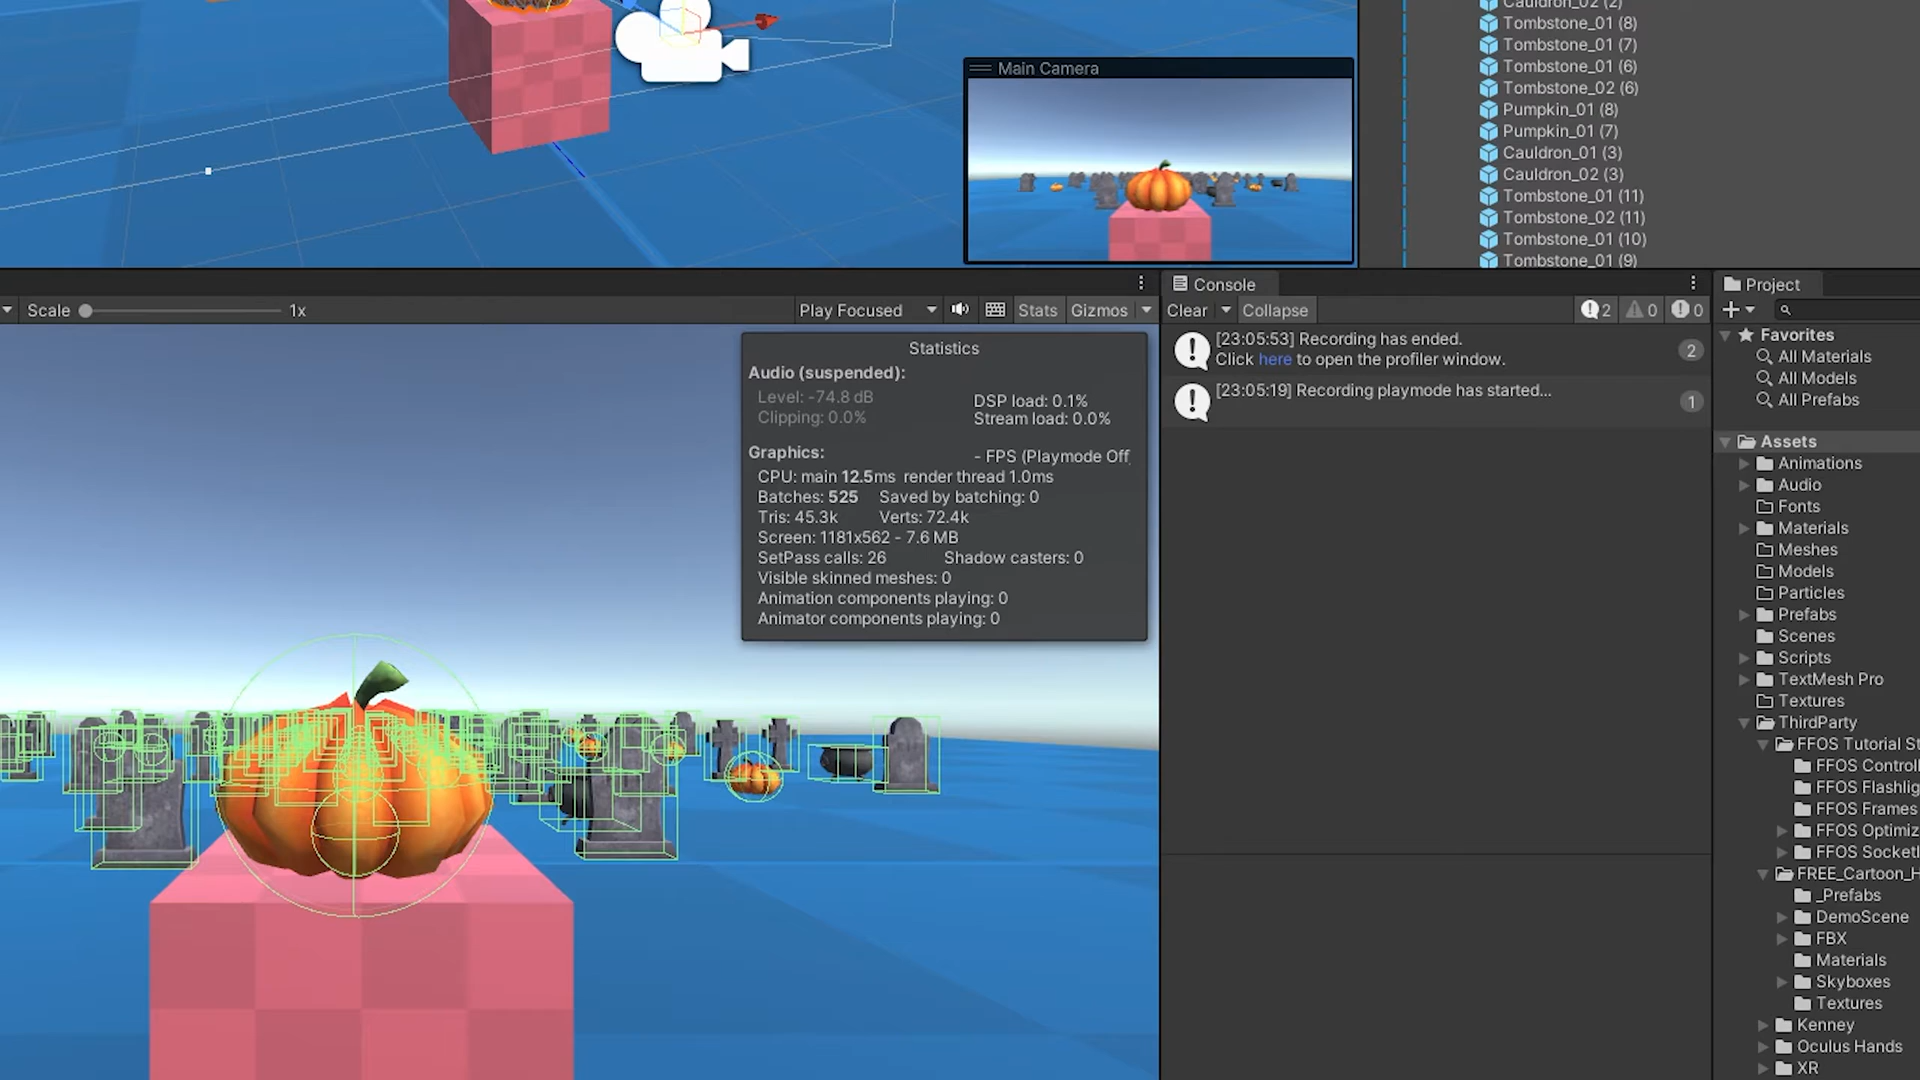 Cauldron_02 (2)
Tombstone_01 (8)
Tombstone_01 (7)
Tombstone_01 (6)
Tombstone_02 (6)
Pumpkin_01 (8)
Pumpkin_01 (7)
Cauldron_01 (3)
Cauldron_02 (3)
Tombstone_01 (11)
Tombstone_02 (11)
Tombstone_01 (10)
Tombstone_01 (9)
Main Camera
Scale 1x Play Focused Stats Gizmos
Statistics
Audio (suspended):
Level: -74.8 dB DSP load: 0.1%
Clipping: 0.0% Stream load: 0.0%
Graphics: - FPS (Playmode Off
CPU: main 12.5ms render thread 1.0ms
Batches: 525 Saved by batching: 0
Tris: 45.3k Verts: 72.4k
Screen: 1181x562 - 7.6 MB
SetPass calls: 26 Shadow casters: 0
Visible skinned meshes: 0
Animation components playing: 0
Animator components playing: 0
Console
Clear Collapse 2 0 0
[23:05:53] Recording has ended.
Click here to open the profiler window.
2
[23:05:19] Recording playmode has started...
1
Project
Favorites
All Materials
All Models
All Prefabs
Assets
Animations
Audio
Fonts
Materials
Meshes
Models
Particles
Prefabs
Scenes
Scripts
TextMesh Pro
Textures
ThirdParty
FFOS Tutorial St
FFOS Controll
FFOS Flashlig
FFOS Frames
FFOS Optimiz
FFOS SocketI
FREE_Cartoon_H
_Prefabs
DemoScene
FBX
Materials
Skyboxes
Textures
Kenney
Oculus Hands
XR